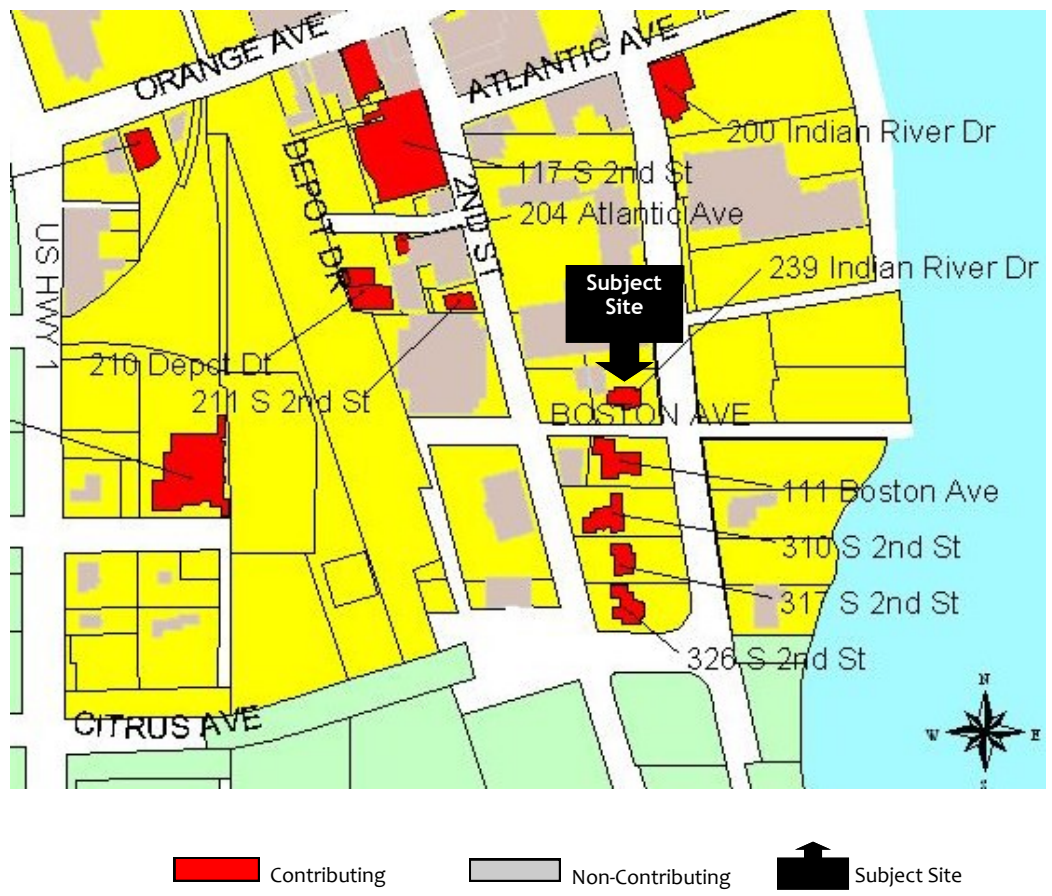 ORANGE AVE
ATLANTIC AVE
200 Indian River Dr
117 S 2nd St
DEPOT DR
2ND ST
204 Atlantic Ave
US HWY 1
239 Indian River Dr
Subject
Site
210 Depot Dt
211 S 2nd St
BOSTON AVE
111 Boston Ave
310 S 2nd St
317 S 2nd St
326 S 2nd St
CITRUS AVE
N
W E
S
Contributing
Non-Contributing
Subject Site